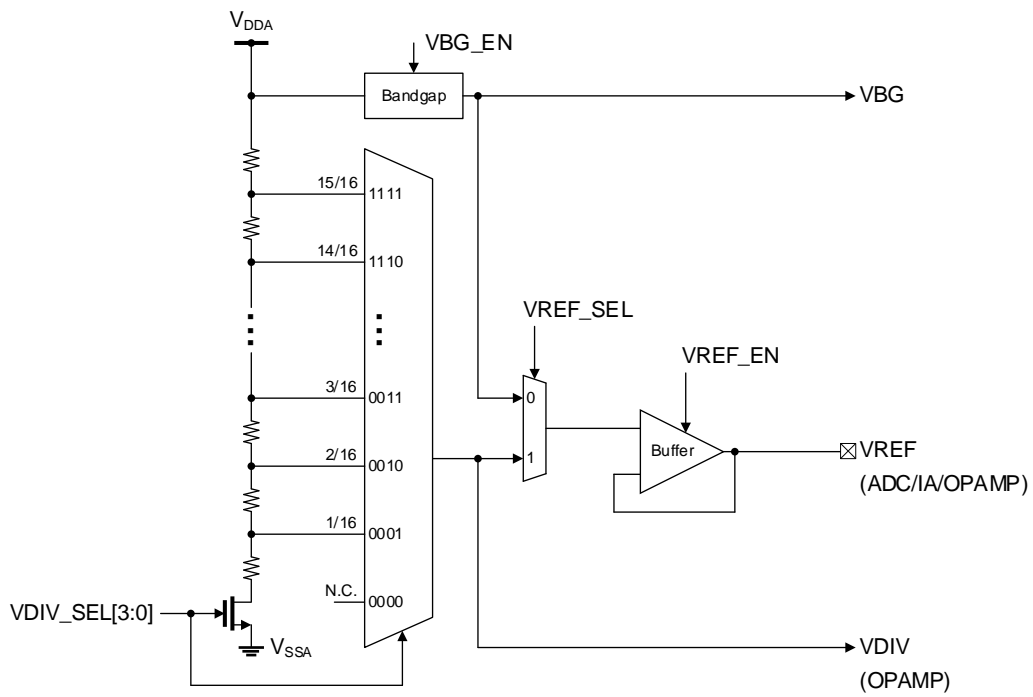 VDDA
VBG_EN
Bandgap
VBG
15/16
1111
14/16
1110
VREF_SEL
VREF_EN
3/16
0011
0
Buffer
VREF
2/16
0010
1
(ADC/IA/OPAMP)
1/16
0001
N.C.
0000
VDIV_SEL[3:0]
VSSA
VDIV
(OPAMP)